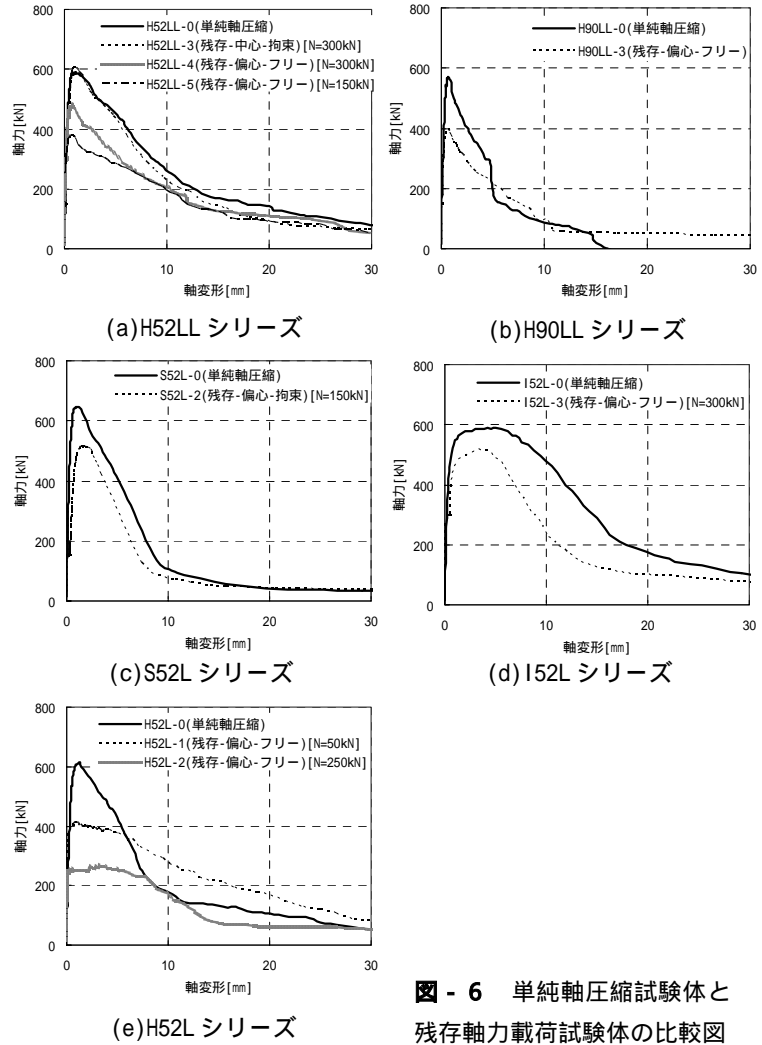 800
600
400
200
0
軸力[kN]
H52LL-0(単純軸圧縮)
H52LL-3(残存-中心-拘束)[N=300kN]
H52LL-4(残存-偏心-フリー)[N=300kN]
H52LL-5(残存-偏心-フリー)[N=150kN]
0 10 20 30
軸変形[㎜]
(a)H52LL シリーズ
800
600
400
200
0
軸力[kN]
H90LL-0(単純軸圧縮)
H90LL-3(残存-偏心-フリー)
0 10 20 30
軸変形[㎜]
(b)H90LL シリーズ
800
600
400
200
0
軸力[kN]
S52L-0(単純軸圧縮)
S52L-2(残存-偏心-拘束)[N=150kN]
0 10 20 30
軸変形[㎜]
(c)S52L シリーズ
800
600
400
200
0
軸力[kN]
I52L-0(単純軸圧縮)
I52L-3(残存-偏心-フリー)[N=300kN]
0 10 20 30
軸変形[㎜]
(d)I52L シリーズ
800
600
400
200
0
軸力[kN]
H52L-0(単純軸圧縮)
H52L-1(残存-偏心-フリー)[N=50kN]
H52L-2(残存-偏心-フリー)[N=250kN]
0 10 20 30
軸変形[㎜]
(e)H52L シリーズ
図-6 単純軸圧縮試験体と
残存軸力載荷試験体の比較図